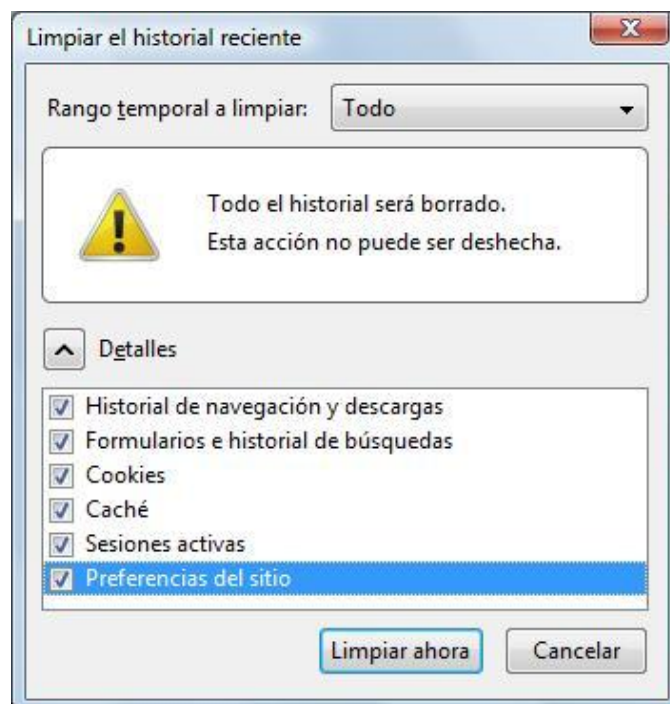 Limpiar el historial reciente
Rango temporal a limpiar: Todo
Todo el historial será borrado.
Esta acción no puede ser deshecha.
Detalles
Historial de navegación y descargas
Formularios e historial de búsquedas
Cookies
Caché
Sesiones activas
Preferencias del sitio
Limpiar ahora Cancelar